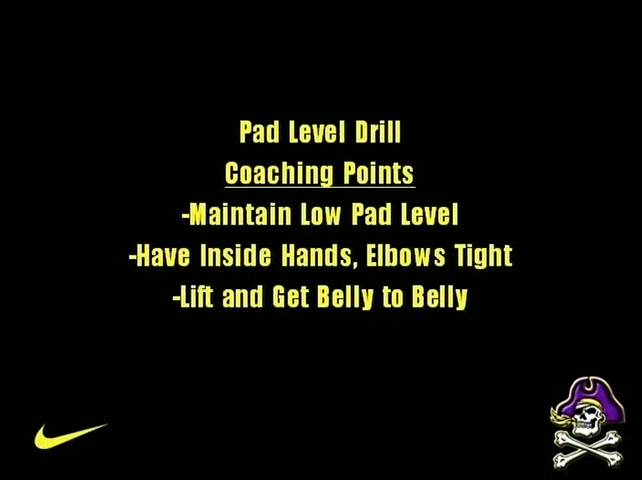 Pad Level Drill
Coaching Points
-Maintain Low Pad Level
-Have Inside Hands, Elbows Tight
-Lift and Get Belly to Belly